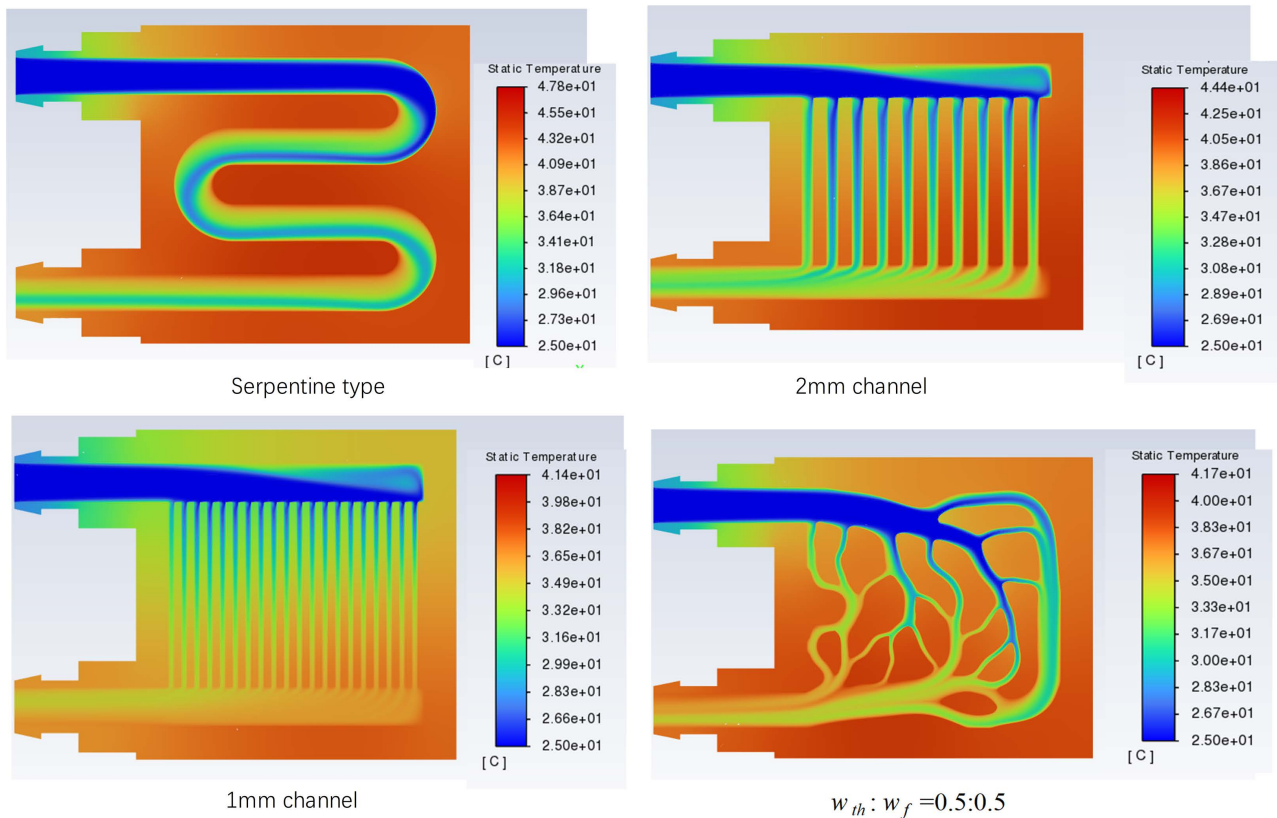 Static Temperature
4.78e+01
4.55e+01
4.32e+01
4.09e+01
3.87e+01
3.64e+01
3.41e+01
3.18e+01
2.96e+01
2.73e+01
2.50e+01
[ C ]
Serpentine type
Static Temperature
4.44e+01
4.25e+01
4.05e+01
3.86e+01
3.67e+01
3.47e+01
3.28e+01
3.08e+01
2.89e+01
2.69e+01
2.50e+01
[ C ]
2mm channel
Static Temperature
4.14e+01
3.98e+01
3.82e+01
3.65e+01
3.49e+01
3.32e+01
3.16e+01
2.99e+01
2.83e+01
2.66e+01
2.50e+01
[ C ]
1mm channel
Static Temperature
4.17e+01
4.00e+01
3.83e+01
3.67e+01
3.50e+01
3.33e+01
3.17e+01
3.00e+01
2.83e+01
2.67e+01
2.50e+01
[ C ]
w_th : w_f =0.5:0.5